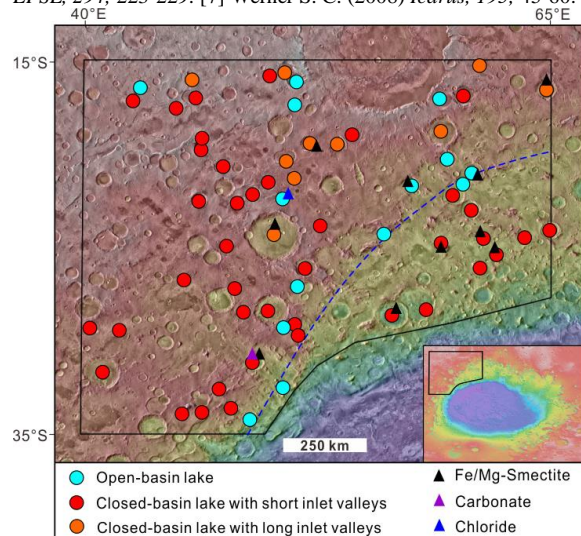 EPSL, 297, 223-229. [7] Werner S. C. (2008) Icarus, 195, 45-60.
40°E
65°E
15°S
35°S
250 km
Open-basin lake
Closed-basin lake with short inlet valleys
Closed-basin lake with long inlet valleys
Fe/Mg-Smectite
Carbonate
Chloride